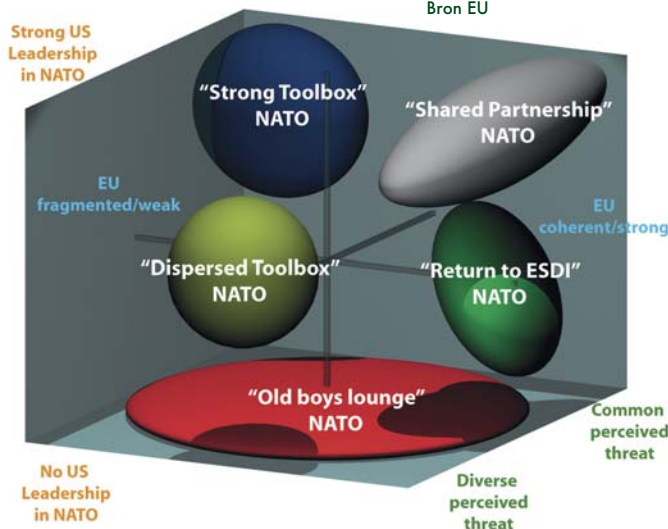 Bron EU
Strong US
Leadership
in NATO
“Strong Toolbox”
NATO
“Shared Partnership”
NATO
EU
fragmented/weak
EU
coherent/strong
“Dispersed Toolbox”
NATO
“Return to ESDI”
NATO
“Old boys lounge”
NATO
Common
perceived
threat
No US
Leadership
in NATO
Diverse
perceived
threat